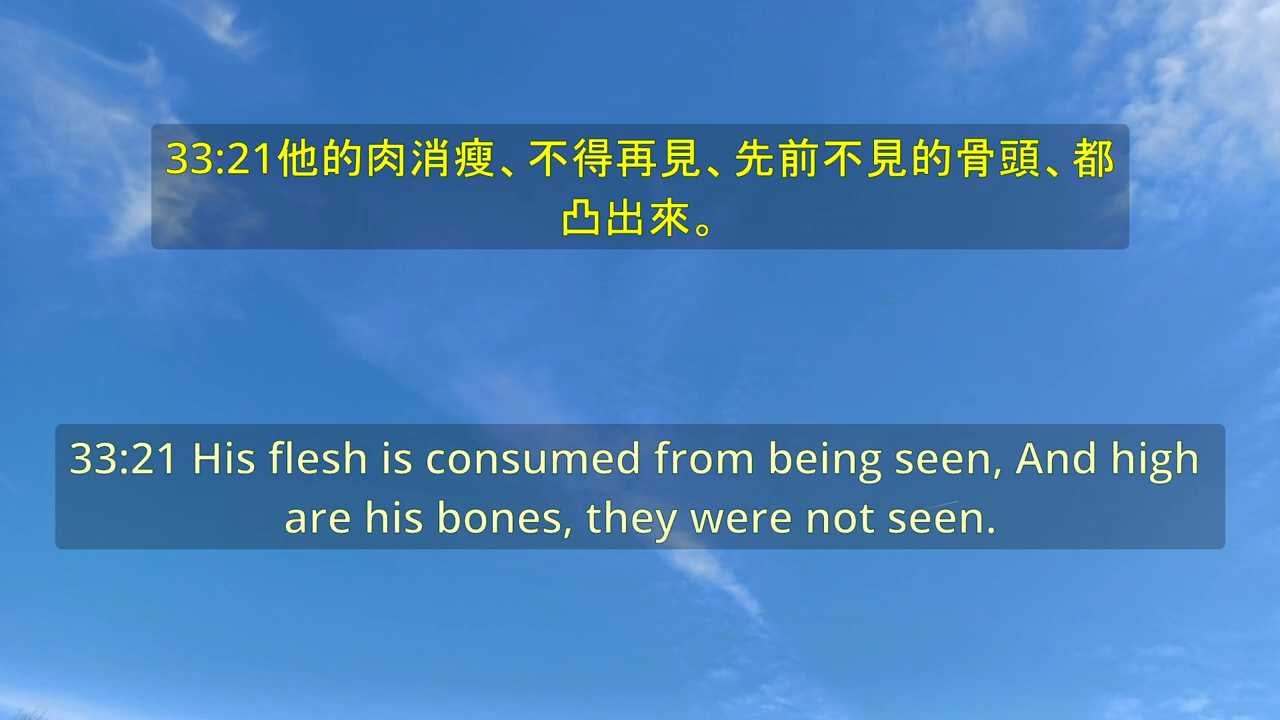 33:21他的肉消瘦、不得再見、先前不見的骨頭、都
凸出來。
33:21 His flesh is consumed from being seen, And high
are his bones, they were not seen.